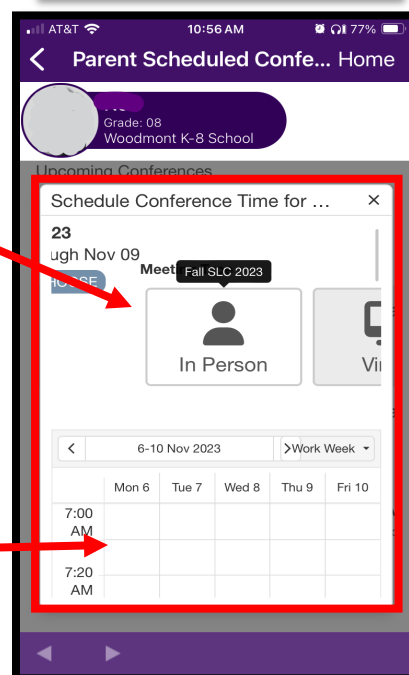 AT&T 10:56 AM 77%
Parent Scheduled Confe... Home
Grade: 08
Woodmont K-8 School
Upcoming Conferences
Schedule Conference Time for ... ×
23
ugh Nov 09
Fall SLC 2023
In Person
6-10 Nov 2023
Work Week
Mon 6 Tue 7 Wed 8 Thu 9 Fri 10
7:00
AM
7:20
AM